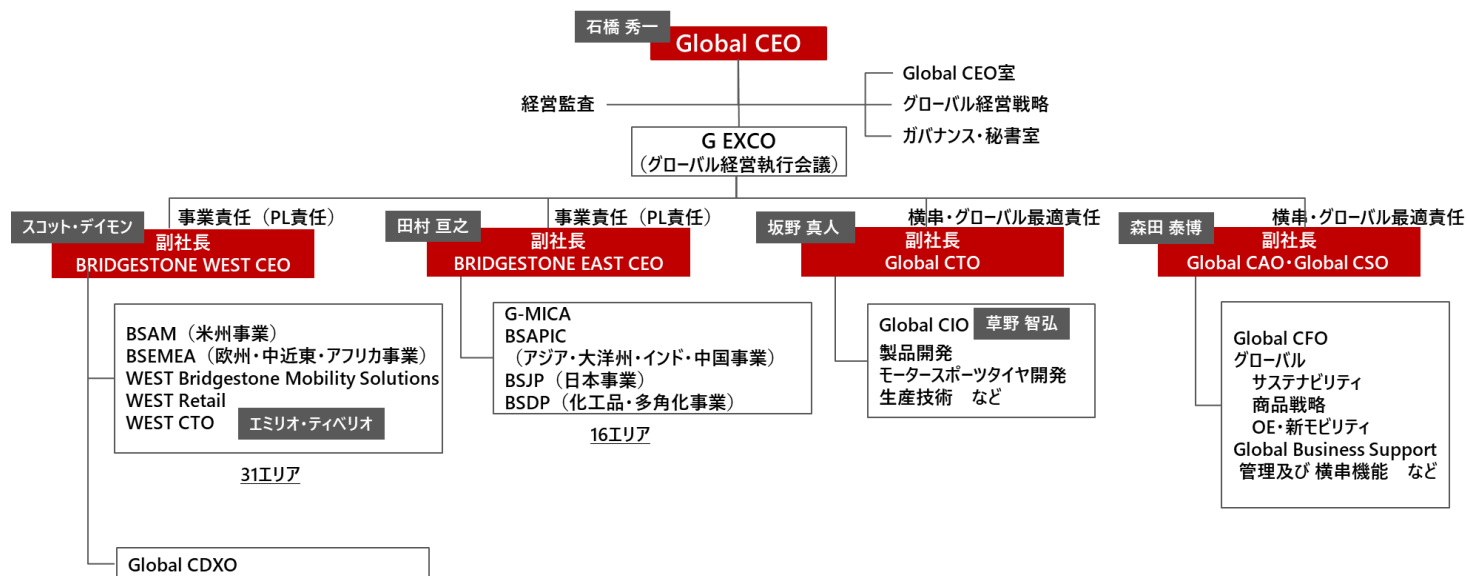 石橋 秀一
Global CEO
Global CEO室
経営監査
グローバル経営戦略
ガバナンス・秘書室
G EXCO
（グローバル経営執行会議）
スコット・デイモン
事業責任（PL責任）
副社長
BRIDGESTONE WEST CEO
田村 亘之
事業責任（PL責任）
副社長
BRIDGESTONE EAST CEO
坂野 真人
横串・グローバル最適責任
副社長
Global CTO
森田 泰博
横串・グローバル最適責任
副社長
Global CAO・Global CSO
BSAM（米州事業）
BSEMEA（欧州・中近東・アフリカ事業）
WEST Bridgestone Mobility Solutions
WEST Retail
WEST CTO エミリオ・ティベリオ
31エリア
G-MICA
BSAPIC
（アジア・大洋州・インド・中国事業）
BSJP（日本事業）
BSDP（化工品・多角化事業）
16エリア
Global CIO 草野 智弘
製品開発
モータースポーツタイヤ開発
生産技術 など
Global CFO
グローバル
サステナビリティ
商品戦略
OE・新モビリティ
Global Business Support
管理及び 横串機能 など
Global CDXO